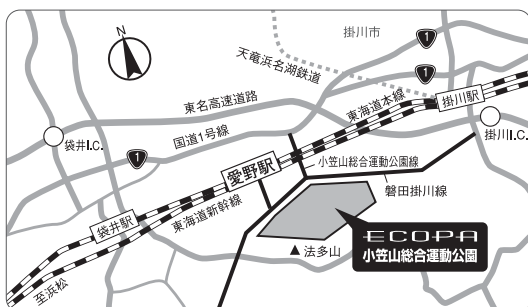 掛川市
1
1
天竜浜名湖鉄道
掛川駅
東海道本線
東名高速道路
掛川I.C.
袋井I.C.
国道1号線
1
小笠山総合運動公園線
愛野駅
磐田掛川線
東海道新幹線
袋井駅
ECOPA
小笠山総合運動公園
▲法多山
至浜松